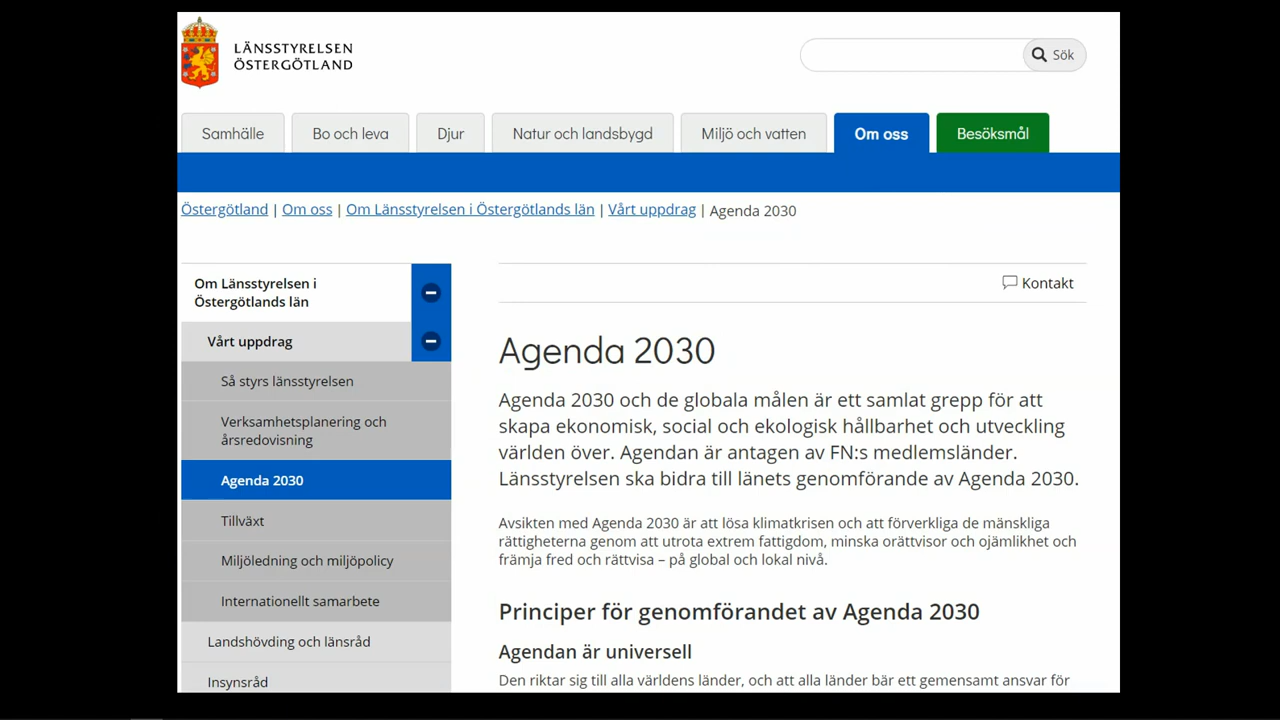 LÄNSSTYRELSEN
ÖSTERGÖTLAND
Sök
Samhälle
Bo och leva
Djur
Natur och landsbygd
Miljö och vatten
Om oss
Besöksmål
Östergötland | Om oss | Om Länsstyrelsen i Östergötlands län | Vårt uppdrag | Agenda 2030
Om Länsstyrelsen i
Östergötlands län
Vårt uppdrag
Så styrs länsstyrelsen
Verksamhetsplanering och
årsredovisning
Agenda 2030
Tillväxt
Miljöledning och miljöpolicy
Internationellt samarbete
Landshövding och länsråd
Insynsråd
Kontakt
Agenda 2030
Agenda 2030 och de globala målen är ett samlat grepp för att
skapa ekonomisk, social och ekologisk hållbarhet och utveckling
världen över. Agendan är antagen av FN:s medlemsländer.
Länsstyrelsen ska bidra till länets genomförande av Agenda 2030.
Avsikten med Agenda 2030 är att lösa klimatkrisen och att förverkliga de mänskliga
rättigheterna genom att utrota extrem fattigdom, minska orättvisor och ojämlikhet och
främja fred och rättvisa – på global och lokal nivå.
Principer för genomförandet av Agenda 2030
Agendan är universell
Den riktar sig till alla världens länder, och att alla länder bär ett gemensamt ansvar för